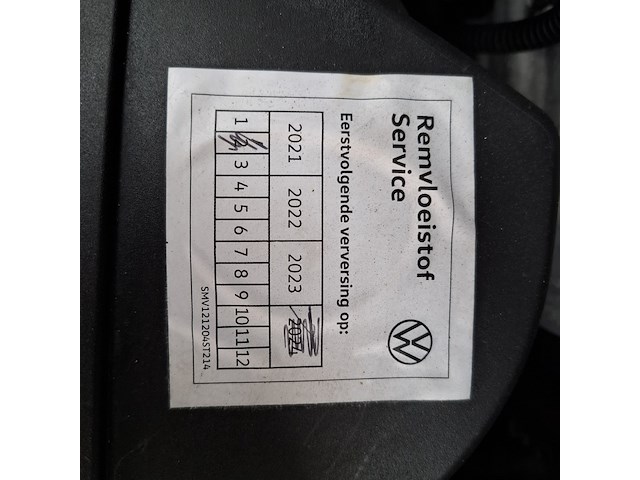 Remvloeistof
Service
Eerstvolgende verversing op:
2021 2022 2023 2024
1 3 4 5 6 7 8 9 10 11 12
SMV121204ST214